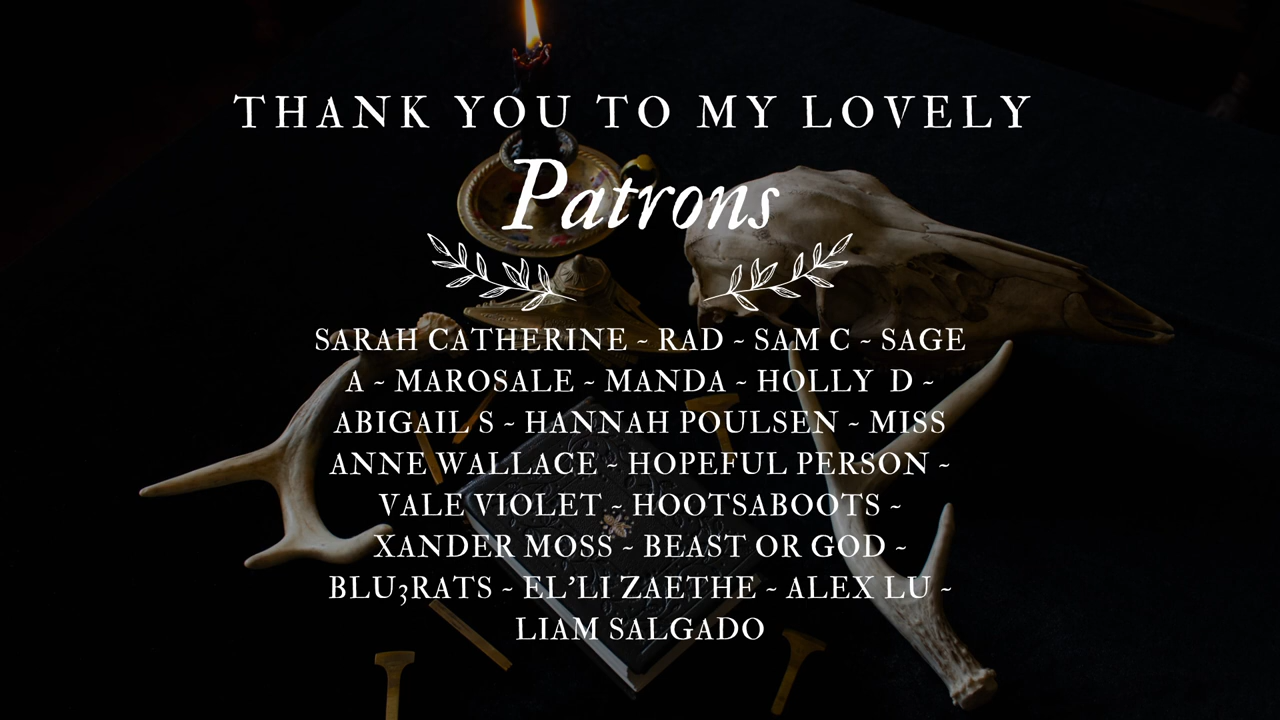 THANK YOU TO MY LOVELY
Patrons
SARAH CATHERINE ~ RAD ~ SAM C ~ SAGE
A ~ MAROSALE ~ MANDA ~ HOLLY D ~
ABIGAIL S ~ HANNAH POULSEN ~ MISS
ANNE WALLACE ~ HOPEFUL PERSON ~
VALE VIOLET ~ HOOTSABOOTS ~
XANDER MOSS ~ BEAST OR GOD ~
BLU3RATS ~ EL'LI ZAETHE ~ ALEX LU ~
LIAM SALGADO